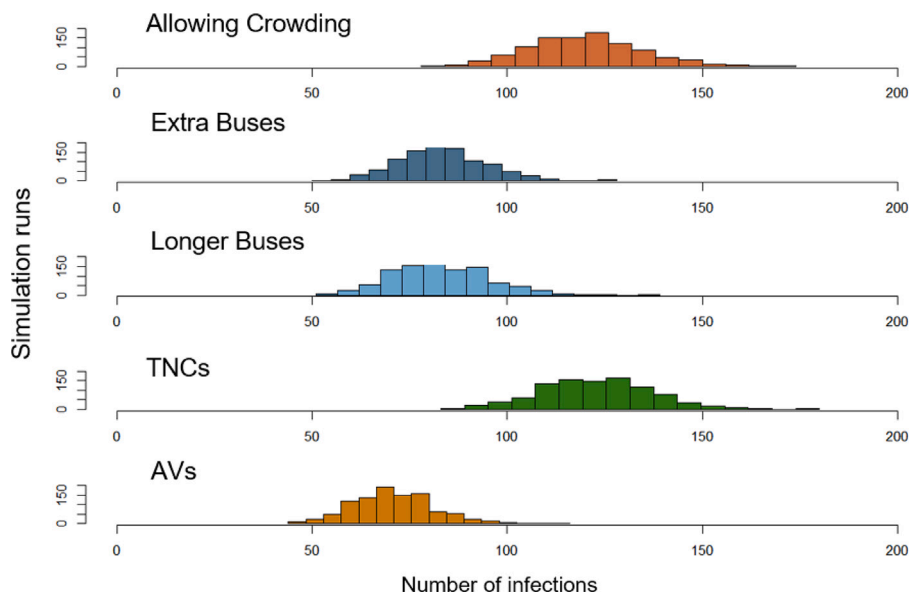 Allowing Crowding
0 150
0 50 100 150 200
Extra Buses
0 150
0 50 100 150 200
Longer Buses
0 150
0 50 100 150 200
TNCs
0 150
0 50 100 150 200
AVs
0 150
0 50 100 150 200
Simulation runs
Number of infections